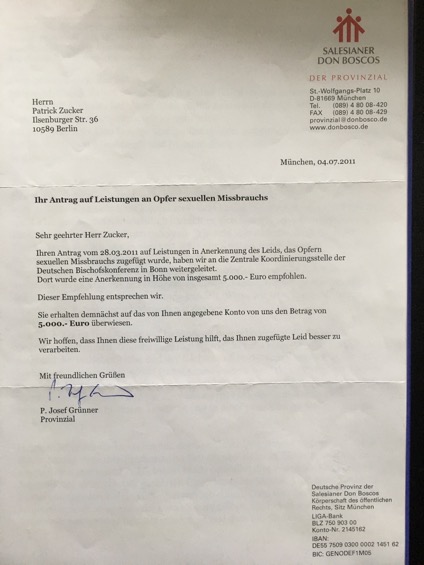 SALESIANER
DON BOSCOS
DER PROVINZIAL
St.-Wolfgangs-Platz 10
D-81669 München
Tel. (089) 4 80 08-420
FAX (089) 4 80 08-429
provinzial@donbosco.de
www.donbosco.de
Herrn
Patrick Zucker
Ilsenburger Str. 36
10589 Berlin
München, 04.07.2011
Ihr Antrag auf Leistungen an Opfer sexuellen Missbrauchs
Sehr geehrter Herr Zucker,
Ihren Antrag vom 28.03.2011 auf Leistungen in Anerkennung des Leids, das Opfern
sexuellen Missbrauchs zugefügt wurde, haben wir an die Zentrale Koordinierungsstelle der
Deutschen Bischofskonferenz in Bonn weitergeleitet.
Dort wurde eine Anerkennung in Höhe von insgesamt 5.000.- Euro empfohlen.
Dieser Empfehlung entsprechen wir.
Sie erhalten demnächst auf das von Ihnen angegebene Konto von uns den Betrag von
5.000.- Euro überwiesen.
Wir hoffen, dass Ihnen diese freiwillige Leistung hilft, das Ihnen zugefügte Leid besser zu
verarbeiten.
Mit freundlichen Grüßen
P. Josef Grünner
Provinzial
Deutsche Provinz der
Salesianer Don Boscos
Körperschaft des öffentlichen
Rechts, Sitz München
LIGA-Bank
BLZ 750 903 00
Konto-Nr. 2145162
IBAN:
DE55 7509 0300 0002 1451 62
BIC: GENODEF1M05